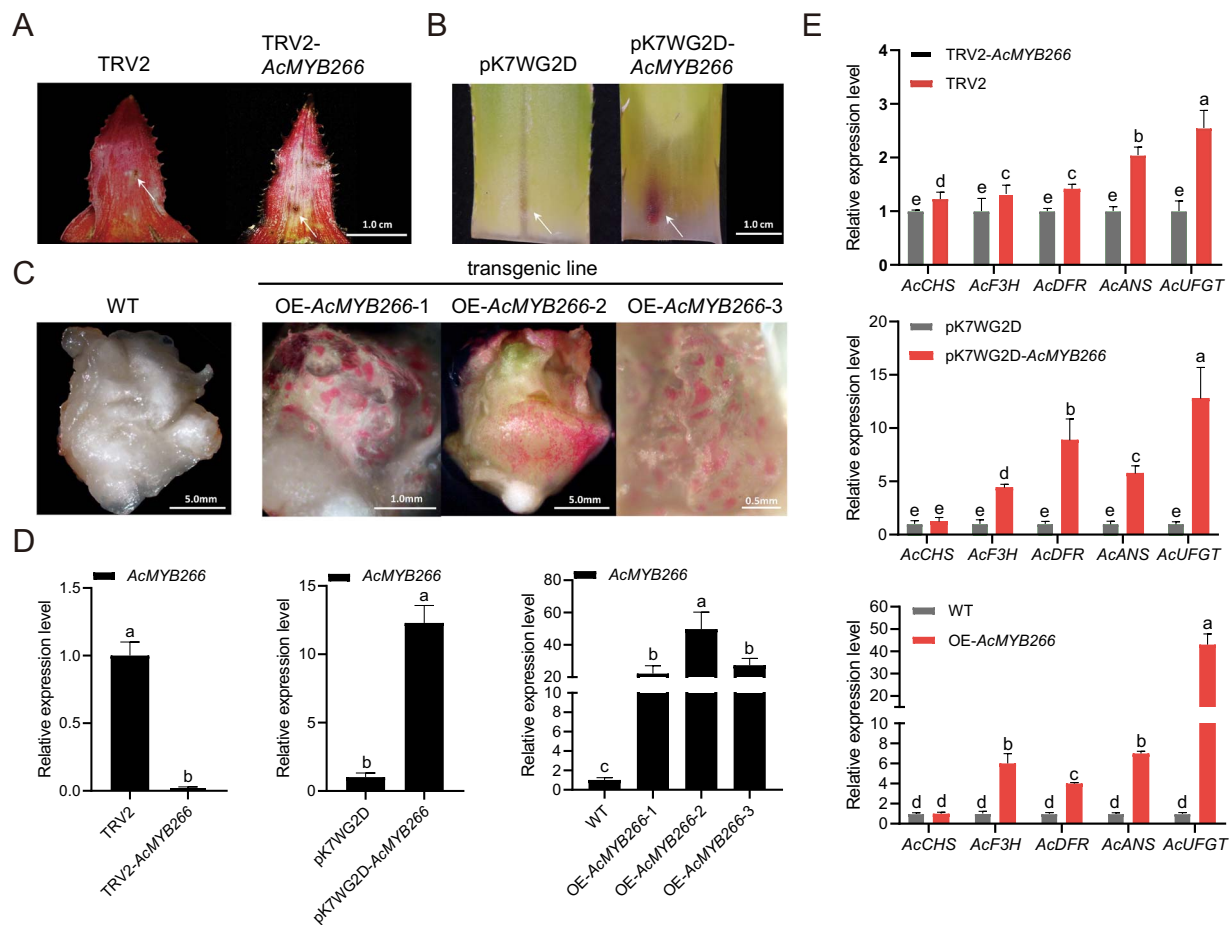 A
TRV2
TRV2-
AcMYB266
1.0 cm
B
pK7WG2D
pK7WG2D-
AcMYB266
1.0 cm
C
WT
5.0mm
transgenic line
OE-AcMYB266-1
OE-AcMYB266-2
OE-AcMYB266-3
1.0mm
5.0mm
0.5mm
D
AcMYB266
Relative expression level
1.5
1.0
0.5
0.0
a
b
TRV2
TRV2-AcMYB266
AcMYB266
Relative expression level
15
10
5
0
b
a
pK7WG2D
pK7WG2D-AcMYB266
AcMYB266
Relative expression level
80
60
40
20
10
8
6
4
2
0
c
b
a
b
WT
OE-AcMYB266-1
OE-AcMYB266-2
OE-AcMYB266-3
E
TRV2-AcMYB266
TRV2
Relative expression level
4
3
2
1
0
e d e c e c e b e a
AcCHS AcF3H AcDFR AcANS AcUFGT
pK7WG2D
pK7WG2D-AcMYB266
Relative expression level
20
15
10
5
0
e e e d e b e c e a
AcCHS AcF3H AcDFR AcANS AcUFGT
WT
OE-AcMYB266
Relative expression level
60
50
40
30
20
10
8
6
4
2
0
d d d b d c d b d a
AcCHS AcF3H AcDFR AcANS AcUFGT